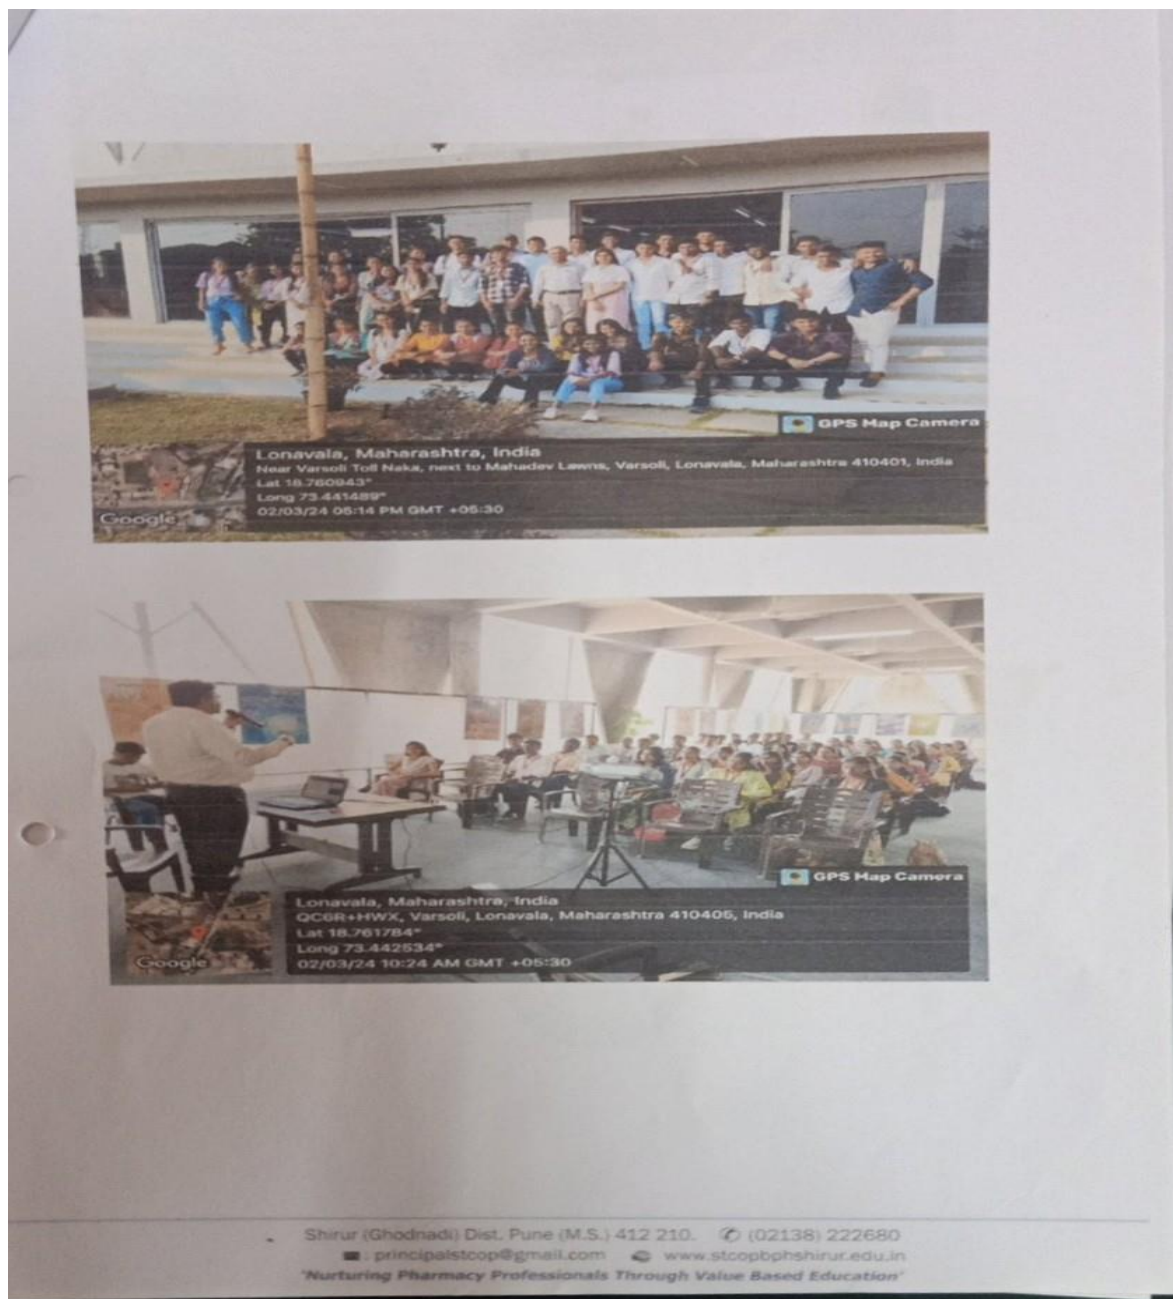 GPS Map Camera
Lonavala, Maharashtra, India
Near Varsoli Toll Naka, next to Mahadev Lawns, Varsoli, Lonavala, Maharashtra 410401, India
Lat 18.760943°
Long 73.441489°
02/03/24 05:14 PM GMT +05:30
Google
GPS Map Camera
Lonavala, Maharashtra, India
QC6R+HWX, Varsoli, Lonavala, Maharashtra 410405, India
Lat 18.761784°
Long 73.442534°
02/03/24 10:24 AM GMT +05:30
Google
Shirur (Ghodnadi) Dist. Pune (M.S.) 412 210. ✆ (02138) 222680
: principalstcop@gmail.com www.stcopbphshirur.edu.in
'Nurturing Pharmacy Professionals Through Value Based Education'